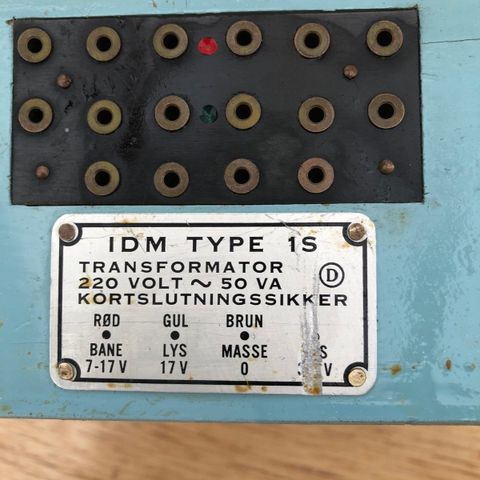 IDM TYPE 1S
TRANSFORMATOR
D
220 VOLT ~ 50 VA
KORTSLUTNINGSSIKKER
RØD GUL BRUN
BANE LYS MASSE
7-17 V 17 V 0 V